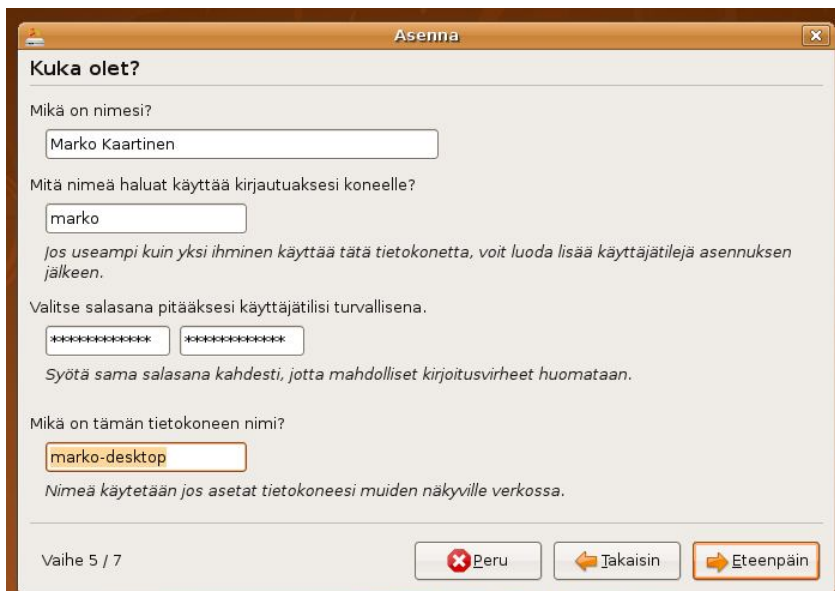 Asenna
Kuka olet?
Mikä on nimesi?
Marko Kaartinen
Mitä nimeä haluat käyttää kirjautuaksesi koneelle?
marko
Jos useampi kuin yksi ihminen käyttää tätä tietokonetta, voit luoda lisää käyttäjätilejä asennuksen
jälkeen.
Valitse salasana pitääksesi käyttäjätilisi turvallisena.
************* *************
Syötä sama salasana kahdesti, jotta mahdolliset kirjoitusvirheet huomataan.
Mikä on tämän tietokoneen nimi?
marko-desktop
Nimeä käytetään jos asetat tietokoneesi muiden näkyville verkossa.
Vaihe 5 / 7 Peru Takaisin Eteenpäin